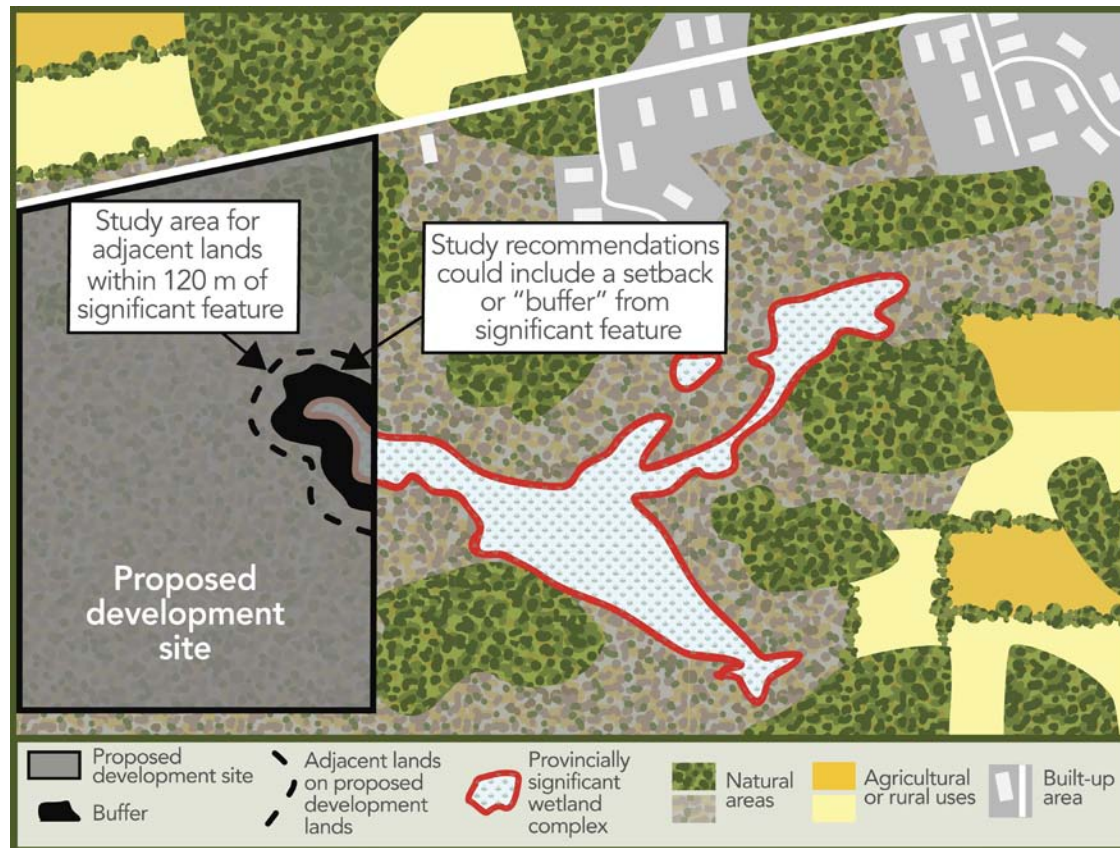 Study area for
adjacent lands
within 120 m of
significant feature
Study recommendations
could include a setback
or “buffer” from
significant feature
Proposed
development
site
Proposed
development site
Buffer
Adjacent lands
on proposed
development
lands
Provincially
significant
wetland
complex
Natural
areas
Agricultural
or rural uses
Built-up
area